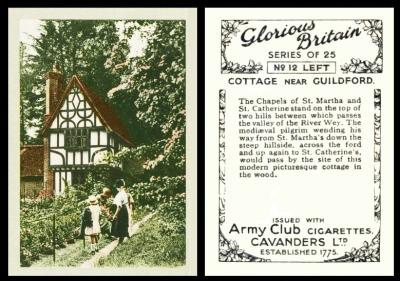 Glorious
Britain
SERIES OF 25
Nº 12 LEFT
COTTAGE NEAR GUILDFORD.
The Chapels of St. Martha and
St. Catherine stand on the top of
two hills between which passes
the valley of the River Wey. The
mediæval pilgrim wending his
way from St. Martha's down the
steep hillside, across the ford
and up again to St. Catherine's,
would pass by the site of this
modern picturesque cottage in
the wood.
ISSUED WITH
Army Club CIGARETTES.
CAVANDERS LTD
ESTABLISHED 1775.